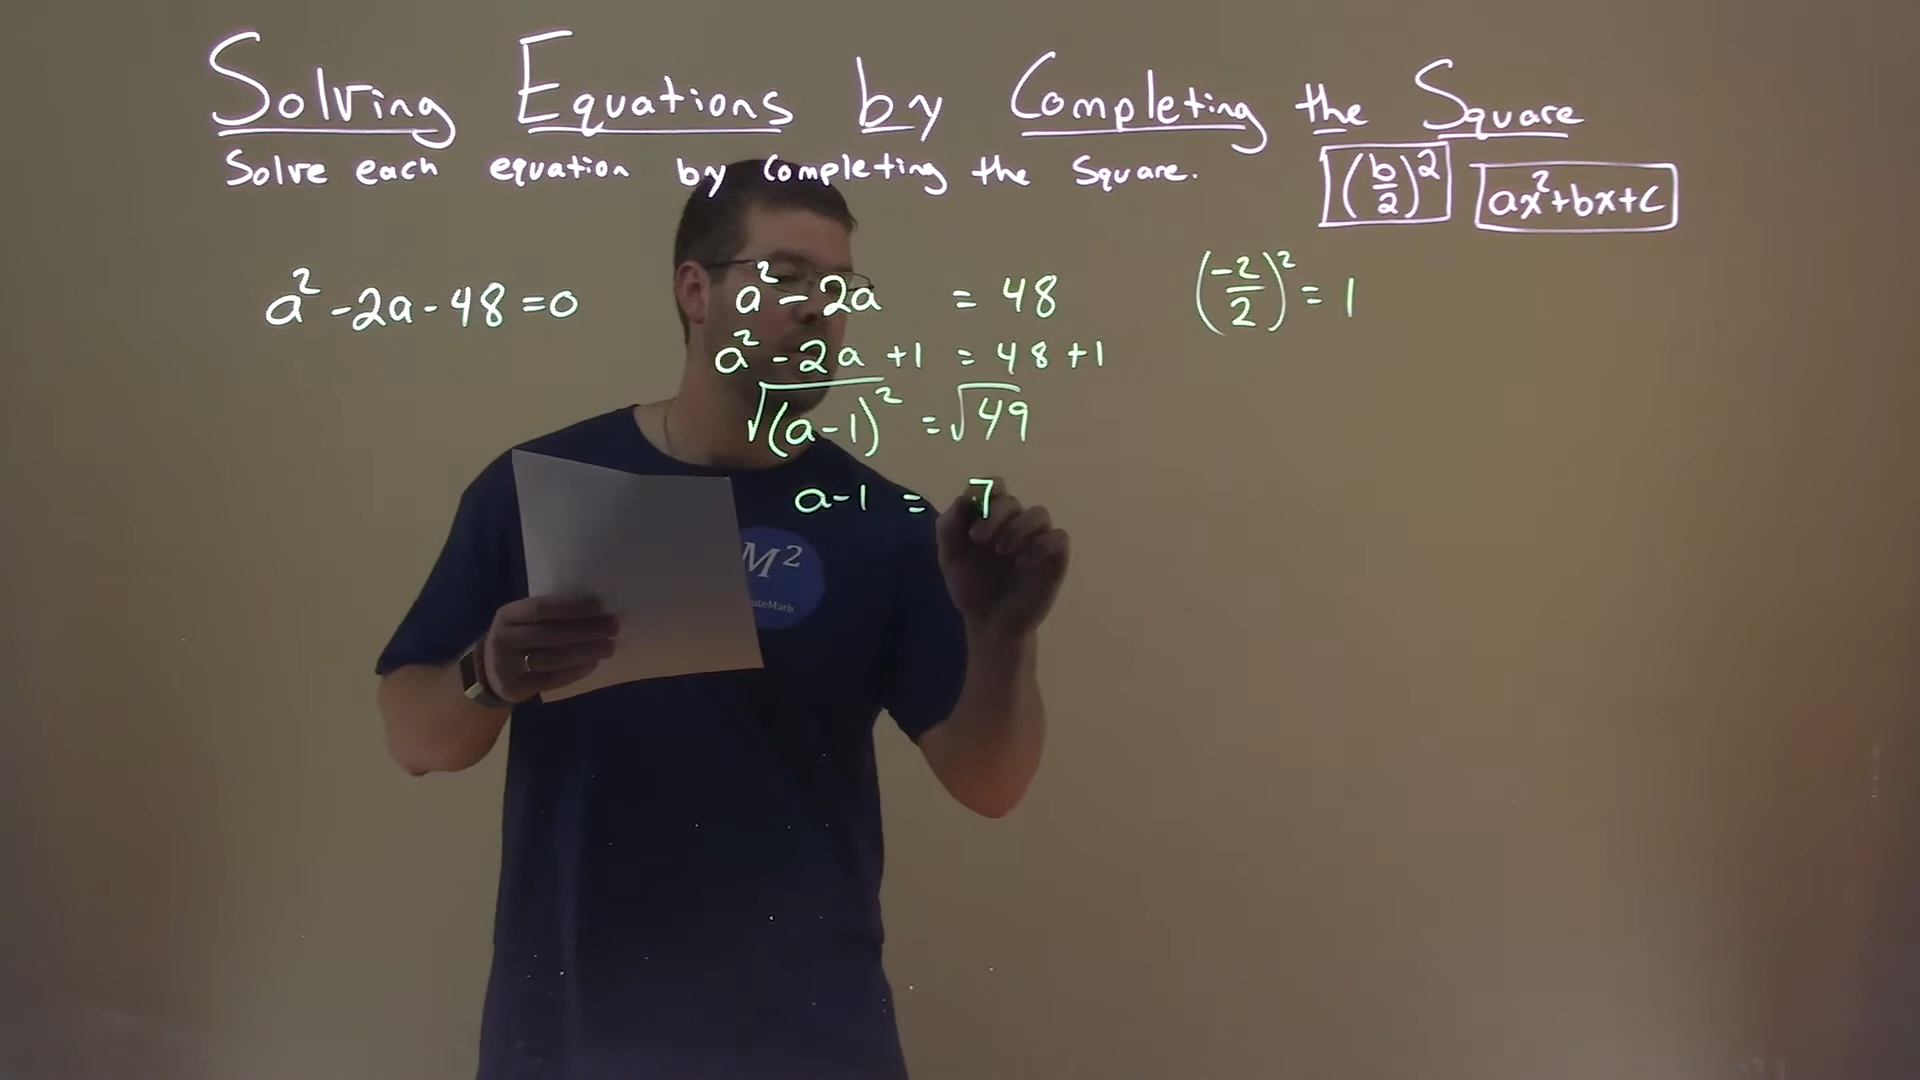 Solving Equations by Completing the Square
Solve each equation by Completing the Square.
(b/2)² ax²+bx+c
a²-2a-48=0
a²-2a = 48
(-2/2)² = 1
a²-2a+1 = 48+1
√(a-1)² = √49
a-1 = 7
M²